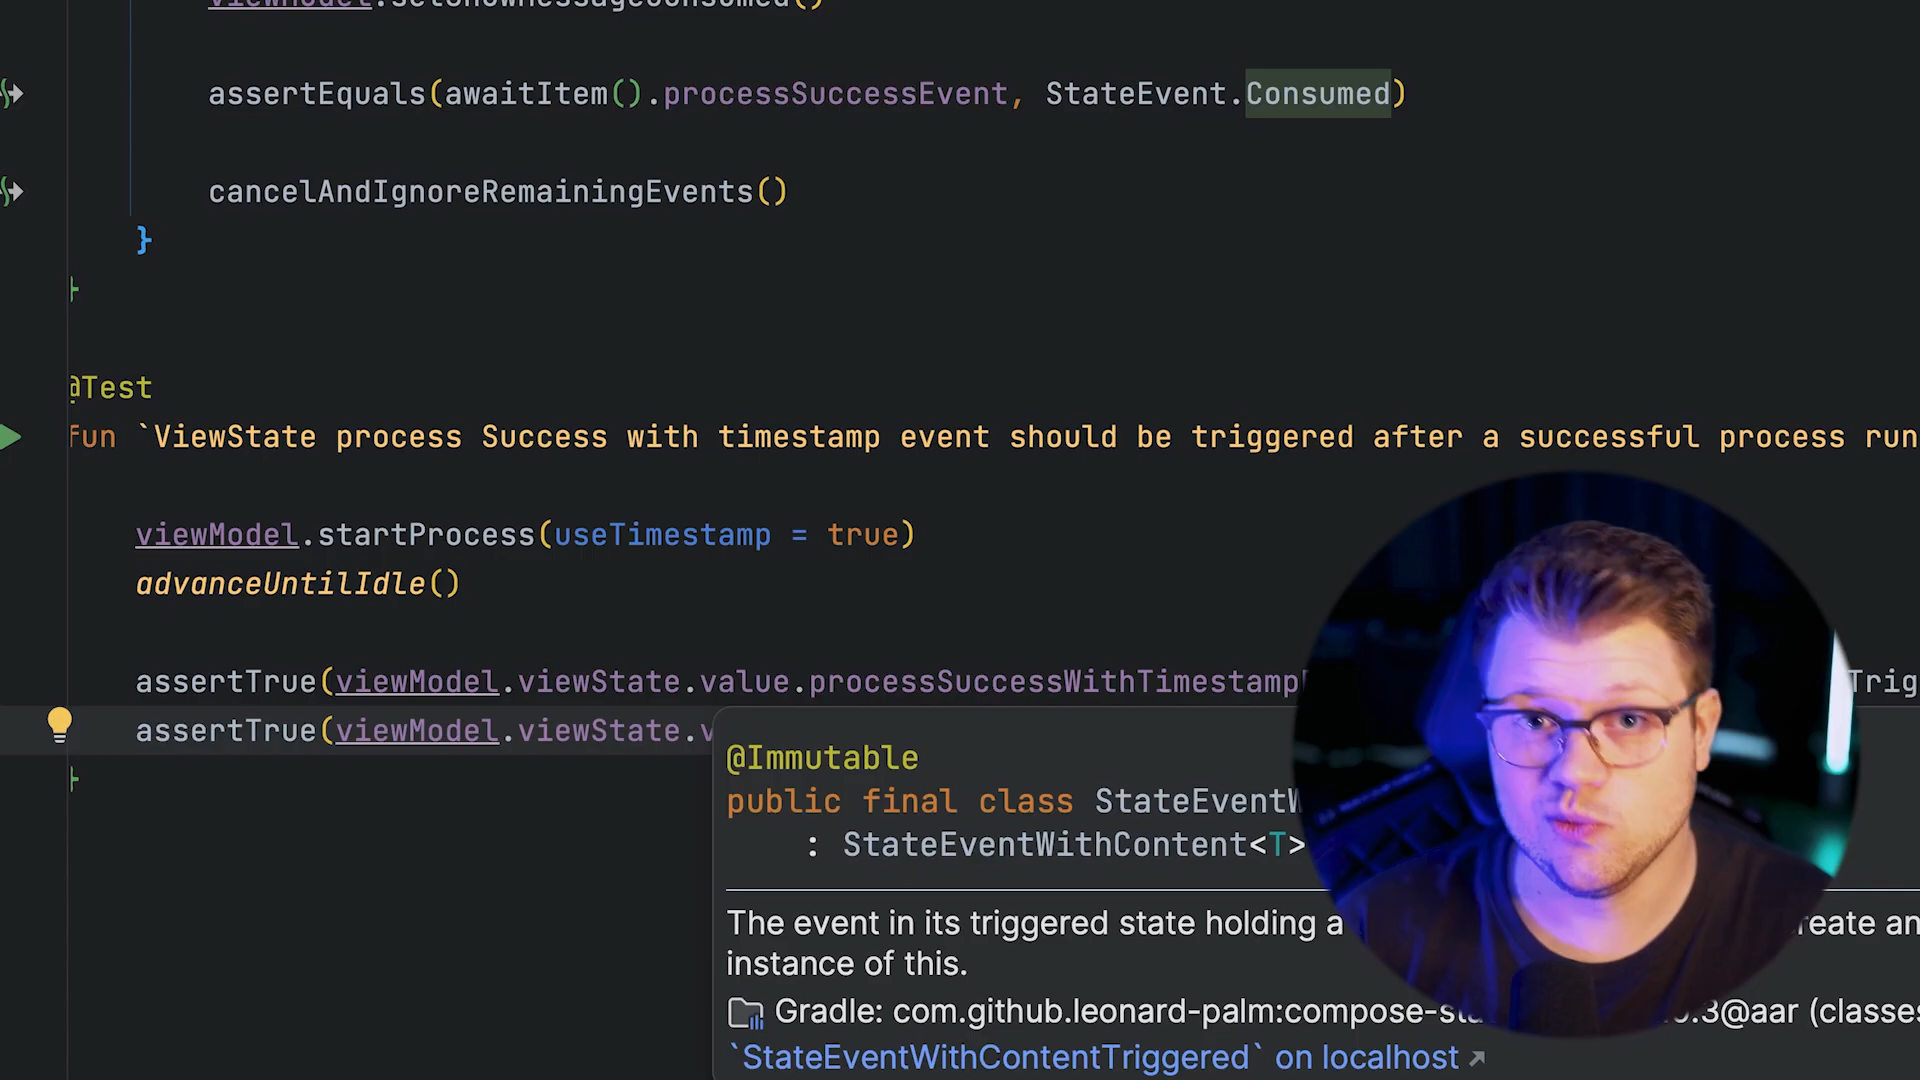 assertEquals(awaitItem().processSuccessEvent, StateEvent.Consumed)
cancelAndIgnoreRemainingEvents()
}
}
@Test
fun `ViewState process Success with timestamp event should be triggered after a successful process run
viewModel.startProcess(useTimestamp = true)
advanceUntilIdle()
assertTrue(viewModel.viewState.value.processSuccessWithTimestamp Trig
assertTrue(viewModel.viewState.v
}
@Immutable
public final class StateEventW
: StateEventWithContent<T>
The event in its triggered state holding a reate an
instance of this.
Gradle: com.github.leonard-palm:compose-sta .3@aar (classes
`StateEventWithContentTriggered` on localhost ↗